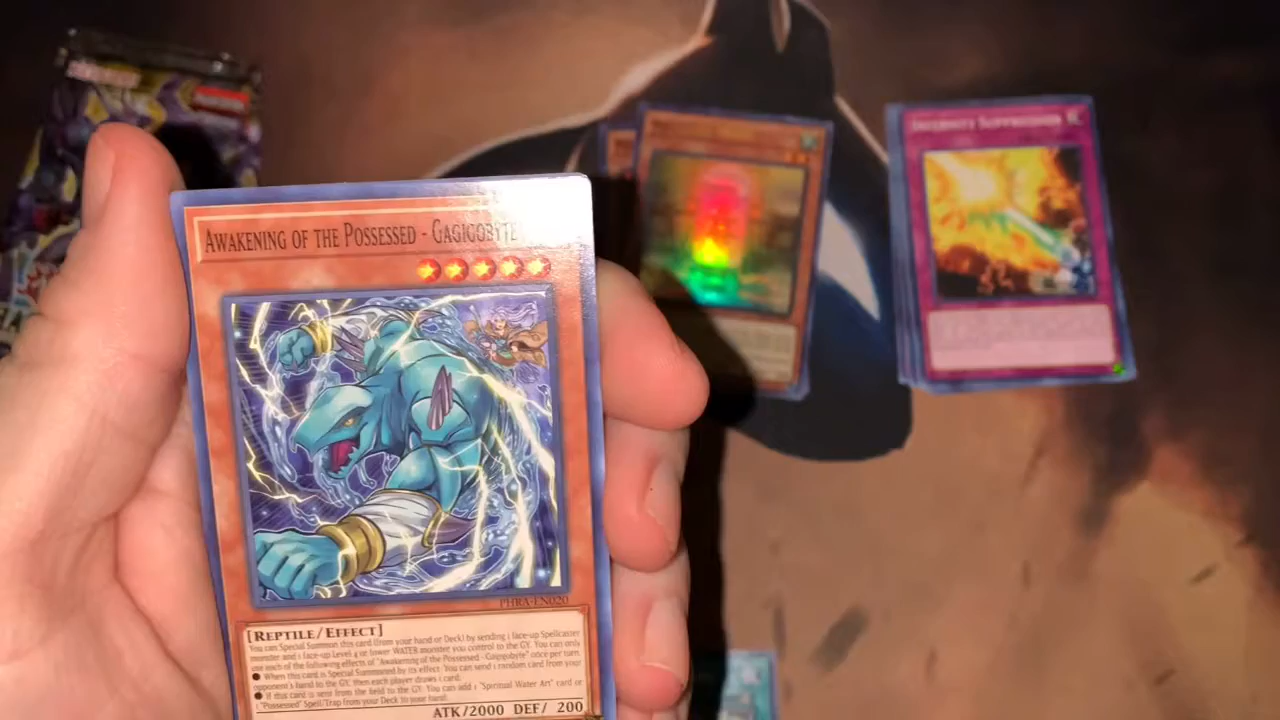 AWAKENING OF THE POSSESSED - GAGIGOBYTE
INFERNITY SUPPRESSION
PHRA-EN020
[REPTILE/EFFECT]
You can Special Summon this card (from your hand or Deck) by sending 1 face-up Spellcaster
monster and 1 face-up Level 4 or lower WATER monster you control to the GY. You can only
use each of the following effects of "Awakening of the Possessed - Gagigobyte" once per turn.
● When this card is Special Summoned by its effect: You can send 1 random card from your
opponent's hand to the GY, then each player draws 1 card.
● If this card is sent from the field to the GY: You can add 1 "Spiritual Water Art" card or
1 "Possessed" Spell/Trap from your Deck to your hand.
ATK/2000 DEF/ 200